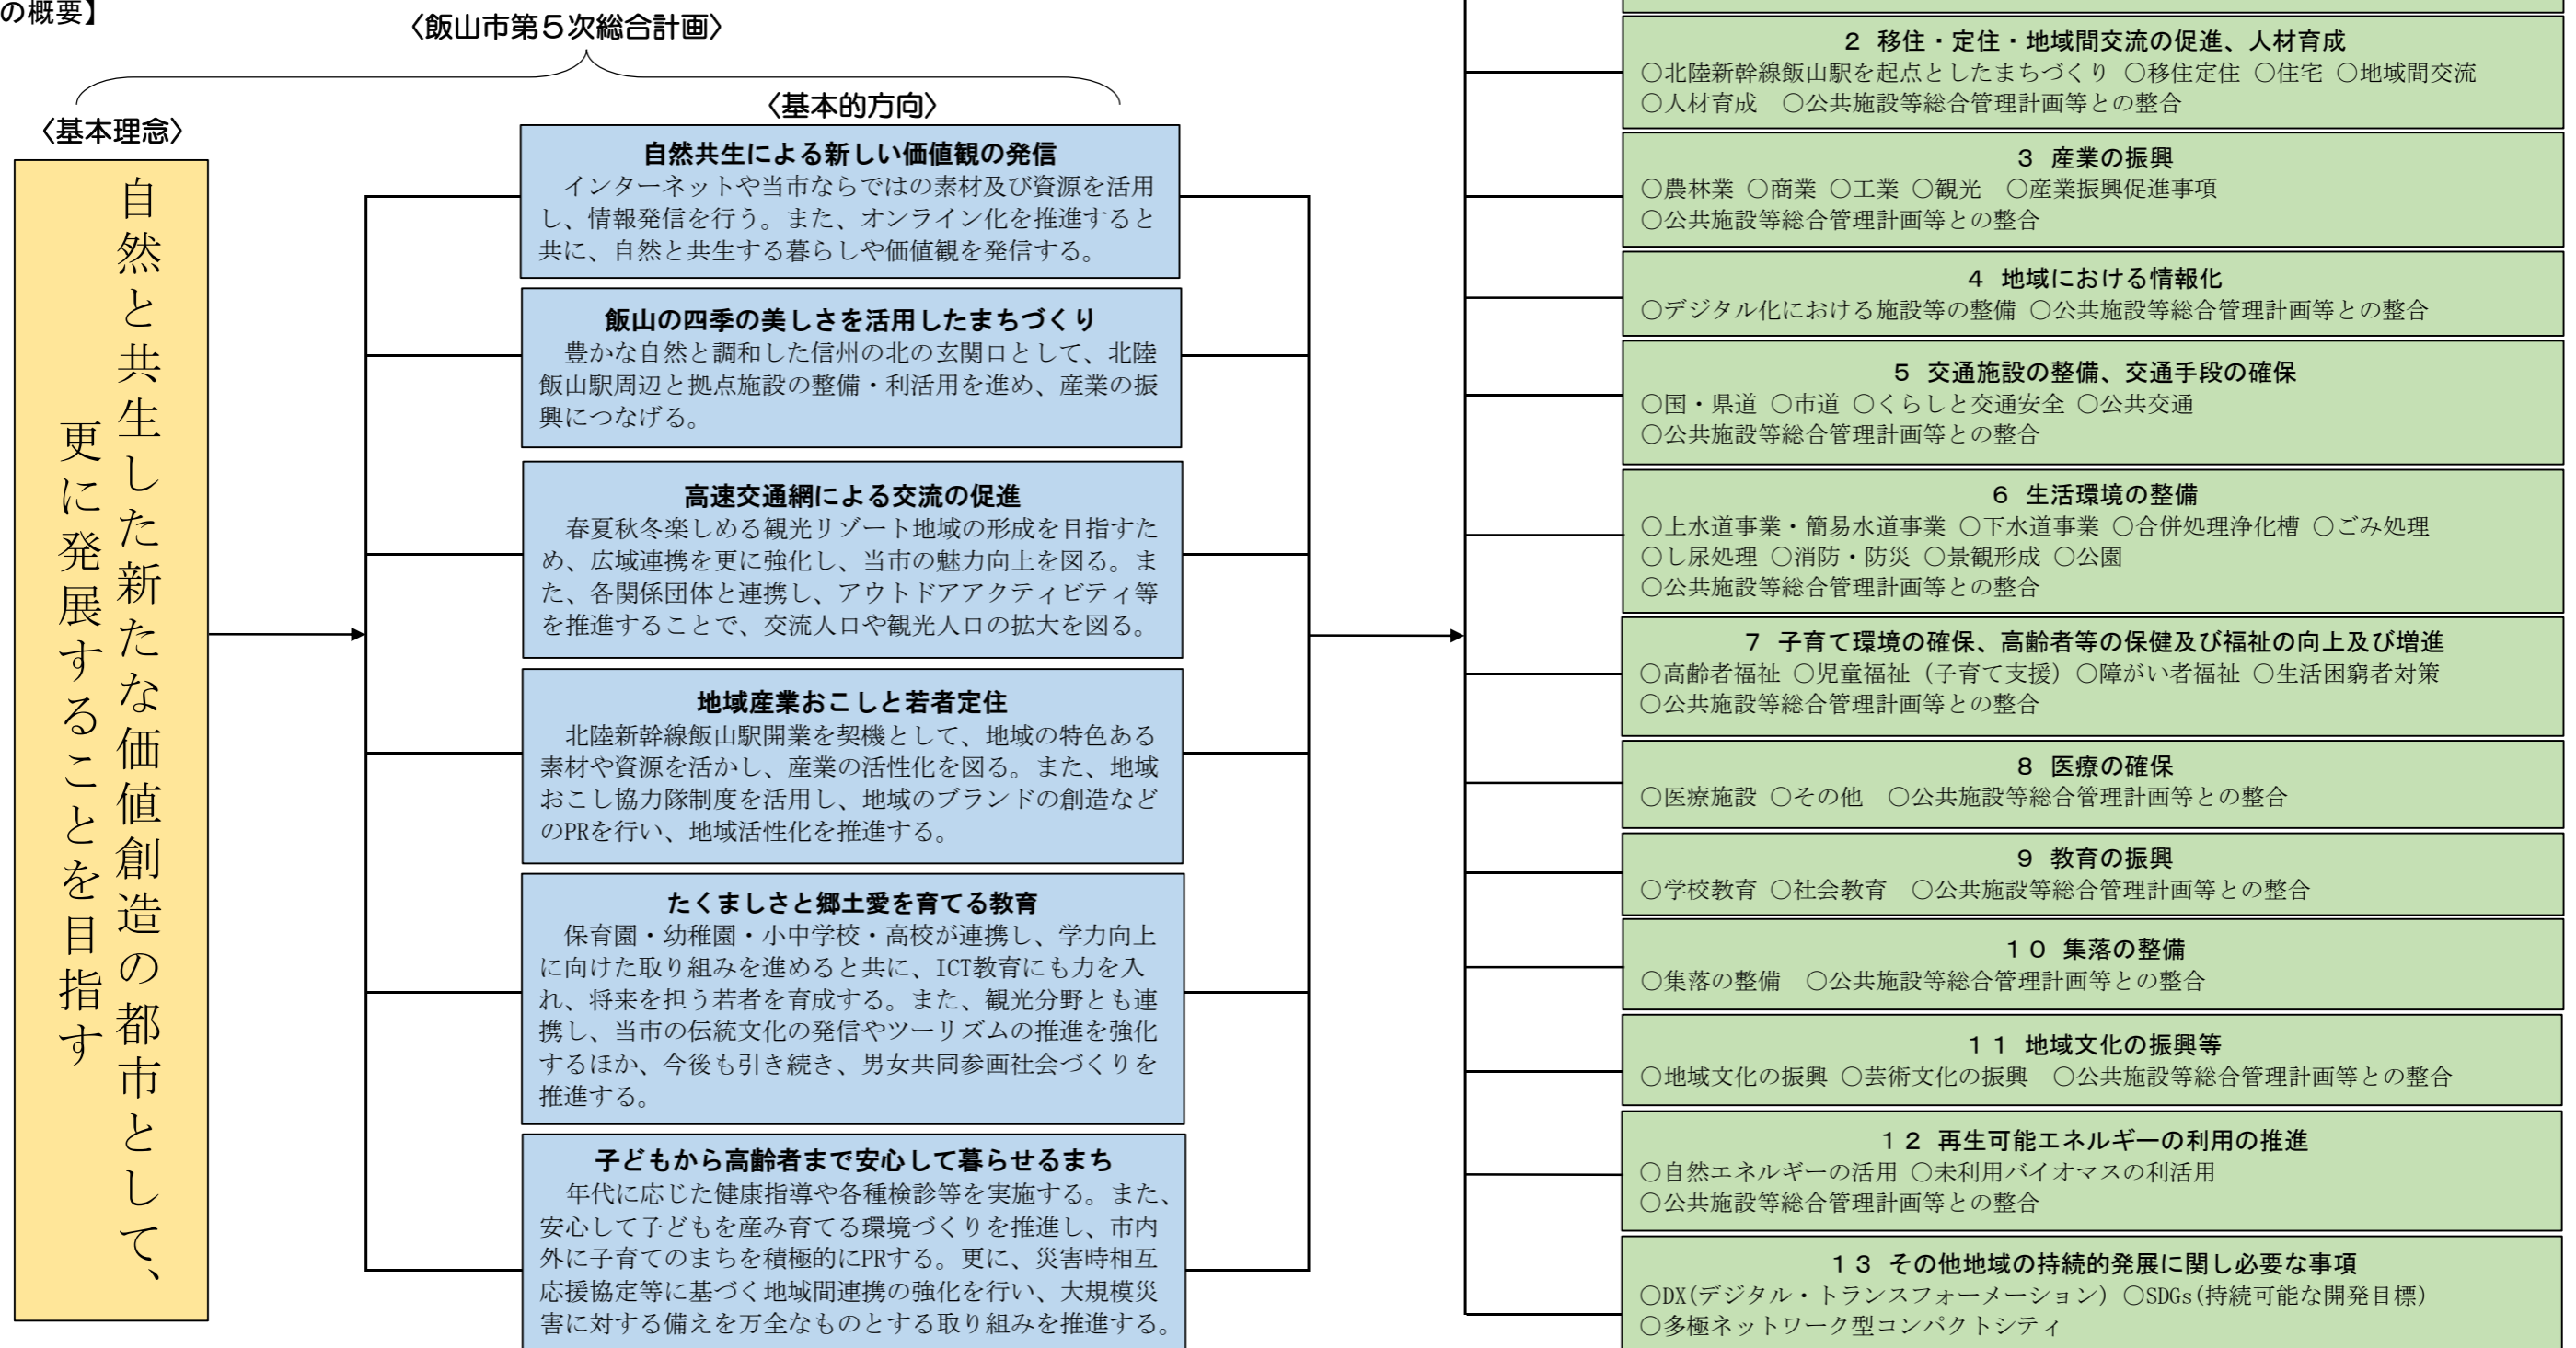 の概要】
〈飯山市第５次総合計画〉
〈基本理念〉
自然と共生した新たな価値創造の都市として、
更に発展することを目指す
〈基本的方向〉
自然共生による新しい価値観の発信
インターネットや当市ならではの素材及び資源を活用
し、情報発信を行う。また、オンライン化を推進すると
共に、自然と共生する暮らしや価値観を発信する。
飯山の四季の美しさを活用したまちづくり
豊かな自然と調和した信州の北の玄関口として、北陸
飯山駅周辺と拠点施設の整備・利活用を進め、産業の振
興につなげる。
高速交通網による交流の促進
春夏秋冬楽しめる観光リゾート地域の形成を目指すた
め、広域連携を更に強化し、当市の魅力向上を図る。ま
た、各関係団体と連携し、アウトドアアクティビティ等
を推進することで、交流人口や観光人口の拡大を図る。
地域産業おこしと若者定住
北陸新幹線飯山駅開業を契機として、地域の特色ある
素材や資源を活かし、産業の活性化を図る。また、地域
おこし協力隊制度を活用し、地域のブランドの創造など
のPRを行い、地域活性化を推進する。
たくましさと郷土愛を育てる教育
保育園・幼稚園・小中学校・高校が連携し、学力向上
に向けた取り組みを進めると共に、ICT教育にも力を入
れ、将来を担う若者を育成する。また、観光分野とも連
携し、当市の伝統文化の発信やツーリズムの推進を強化
するほか、今後も引き続き、男女共同参画社会づくりを
推進する。
子どもから高齢者まで安心して暮らせるまち
年代に応じた健康指導や各種検診等を実施する。また、
安心して子どもを産み育てる環境づくりを推進し、市内
外に子育てのまちを積極的にPRする。更に、災害時相互
応援協定等に基づく地域間連携の強化を行い、大規模災
害に対する備えを万全なものとする取り組みを推進する。
２ 移住・定住・地域間交流の促進、人材育成
○北陸新幹線飯山駅を起点としたまちづくり ○移住定住 ○住宅 ○地域間交流
○人材育成 ○公共施設等総合管理計画等との整合
３ 産業の振興
○農林業 ○商業 ○工業 ○観光 ○産業振興促進事項
○公共施設等総合管理計画等との整合
４ 地域における情報化
○デジタル化における施設等の整備 ○公共施設等総合管理計画等との整合
５ 交通施設の整備、交通手段の確保
○国・県道 ○市道 ○くらしと交通安全 ○公共交通
○公共施設等総合管理計画等との整合
６ 生活環境の整備
○上水道事業・簡易水道事業 ○下水道事業 ○合併処理浄化槽 ○ごみ処理
○し尿処理 ○消防・防災 ○景観形成 ○公園
○公共施設等総合管理計画等との整合
７ 子育て環境の確保、高齢者等の保健及び福祉の向上及び増進
○高齢者福祉 ○児童福祉（子育て支援）○障がい者福祉 ○生活困窮者対策
○公共施設等総合管理計画等との整合
８ 医療の確保
○医療施設 ○その他 ○公共施設等総合管理計画等との整合
９ 教育の振興
○学校教育 ○社会教育 ○公共施設等総合管理計画等との整合
１０ 集落の整備
○集落の整備 ○公共施設等総合管理計画等との整合
１１ 地域文化の振興等
○地域文化の振興 ○芸術文化の振興 ○公共施設等総合管理計画等との整合
１２ 再生可能エネルギーの利用の推進
○自然エネルギーの活用 ○未利用バイオマスの利活用
○公共施設等総合管理計画等との整合
１３ その他地域の持続的発展に関し必要な事項
○DX(デジタル・トランスフォーメーション) ○SDGs(持続可能な開発目標)
○多極ネットワーク型コンパクトシティ